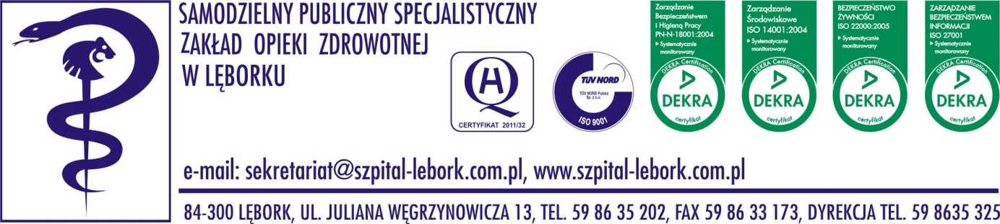 SAMODZIELNY PUBLICZNY SPECJALISTYCZNY
ZAKŁAD OPIEKI ZDROWOTNEJ
W LĘBORKU
H
Q
CERTYFIKAT 2011/32
TÜV NORD
TÜV NORD Polska
Sp. z o.o.
ISO 9001
Zarządzanie
Bezpieczeństwem
i Higieną Pracy
PN-N-18001:2004
Systematycznie
monitorowany
DEKRA Certification
DEKRA
certyfikat
Zarządzanie
Środowiskowe
ISO 14001:2004
Systematycznie
monitorowany
DEKRA Certification
DEKRA
certyfikat
BEZPIECZEŃSTWO
ŻYWNOŚCI
ISO 22000:2005
Systematycznie
monitorowany
DEKRA Certification
DEKRA
certyfikat
ZARZĄDZANIE
BEZPIECZEŃSTWEM
INFORMACJI
ISO 27001
Systematycznie
monitorowany
DEKRA Certification
DEKRA
certyfikat
e-mail: sekretariat@szpital-lebork.com.pl, www.szpital-lebork.com.pl
84-300 LĘBORK, UL. JULIANA WĘGRZYNOWICZA 13, TEL. 59 86 35 202, FAX 59 86 33 173, DYREKCJA TEL. 59 8635 325